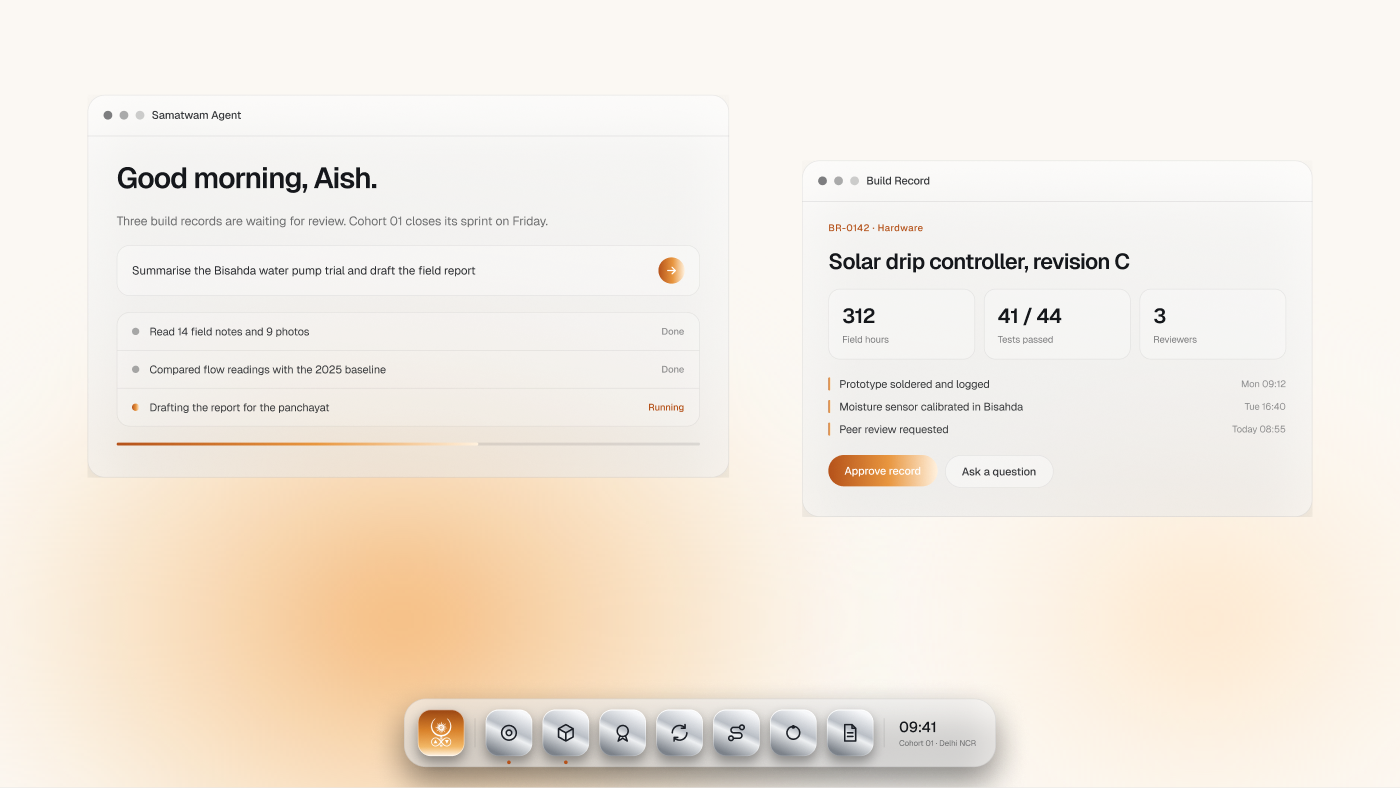 Samatwam Agent
Good morning, Aish.
Three build records are waiting for review. Cohort 01 closes its sprint on Friday.
Summarise the Bisahda water pump trial and draft the field report
Read 14 field notes and 9 photos
Done
Compared flow readings with the 2025 baseline
Done
Drafting the report for the panchayat
Running
Build Record
BR-0142 · Hardware
Solar drip controller, revision C
312
Field hours
41 / 44
Tests passed
3
Reviewers
Prototype soldered and logged
Mon 09:12
Moisture sensor calibrated in Bisahda
Tue 16:40
Peer review requested
Today 08:55
Approve record
Ask a question
09:41
Cohort 01 · Delhi NCR